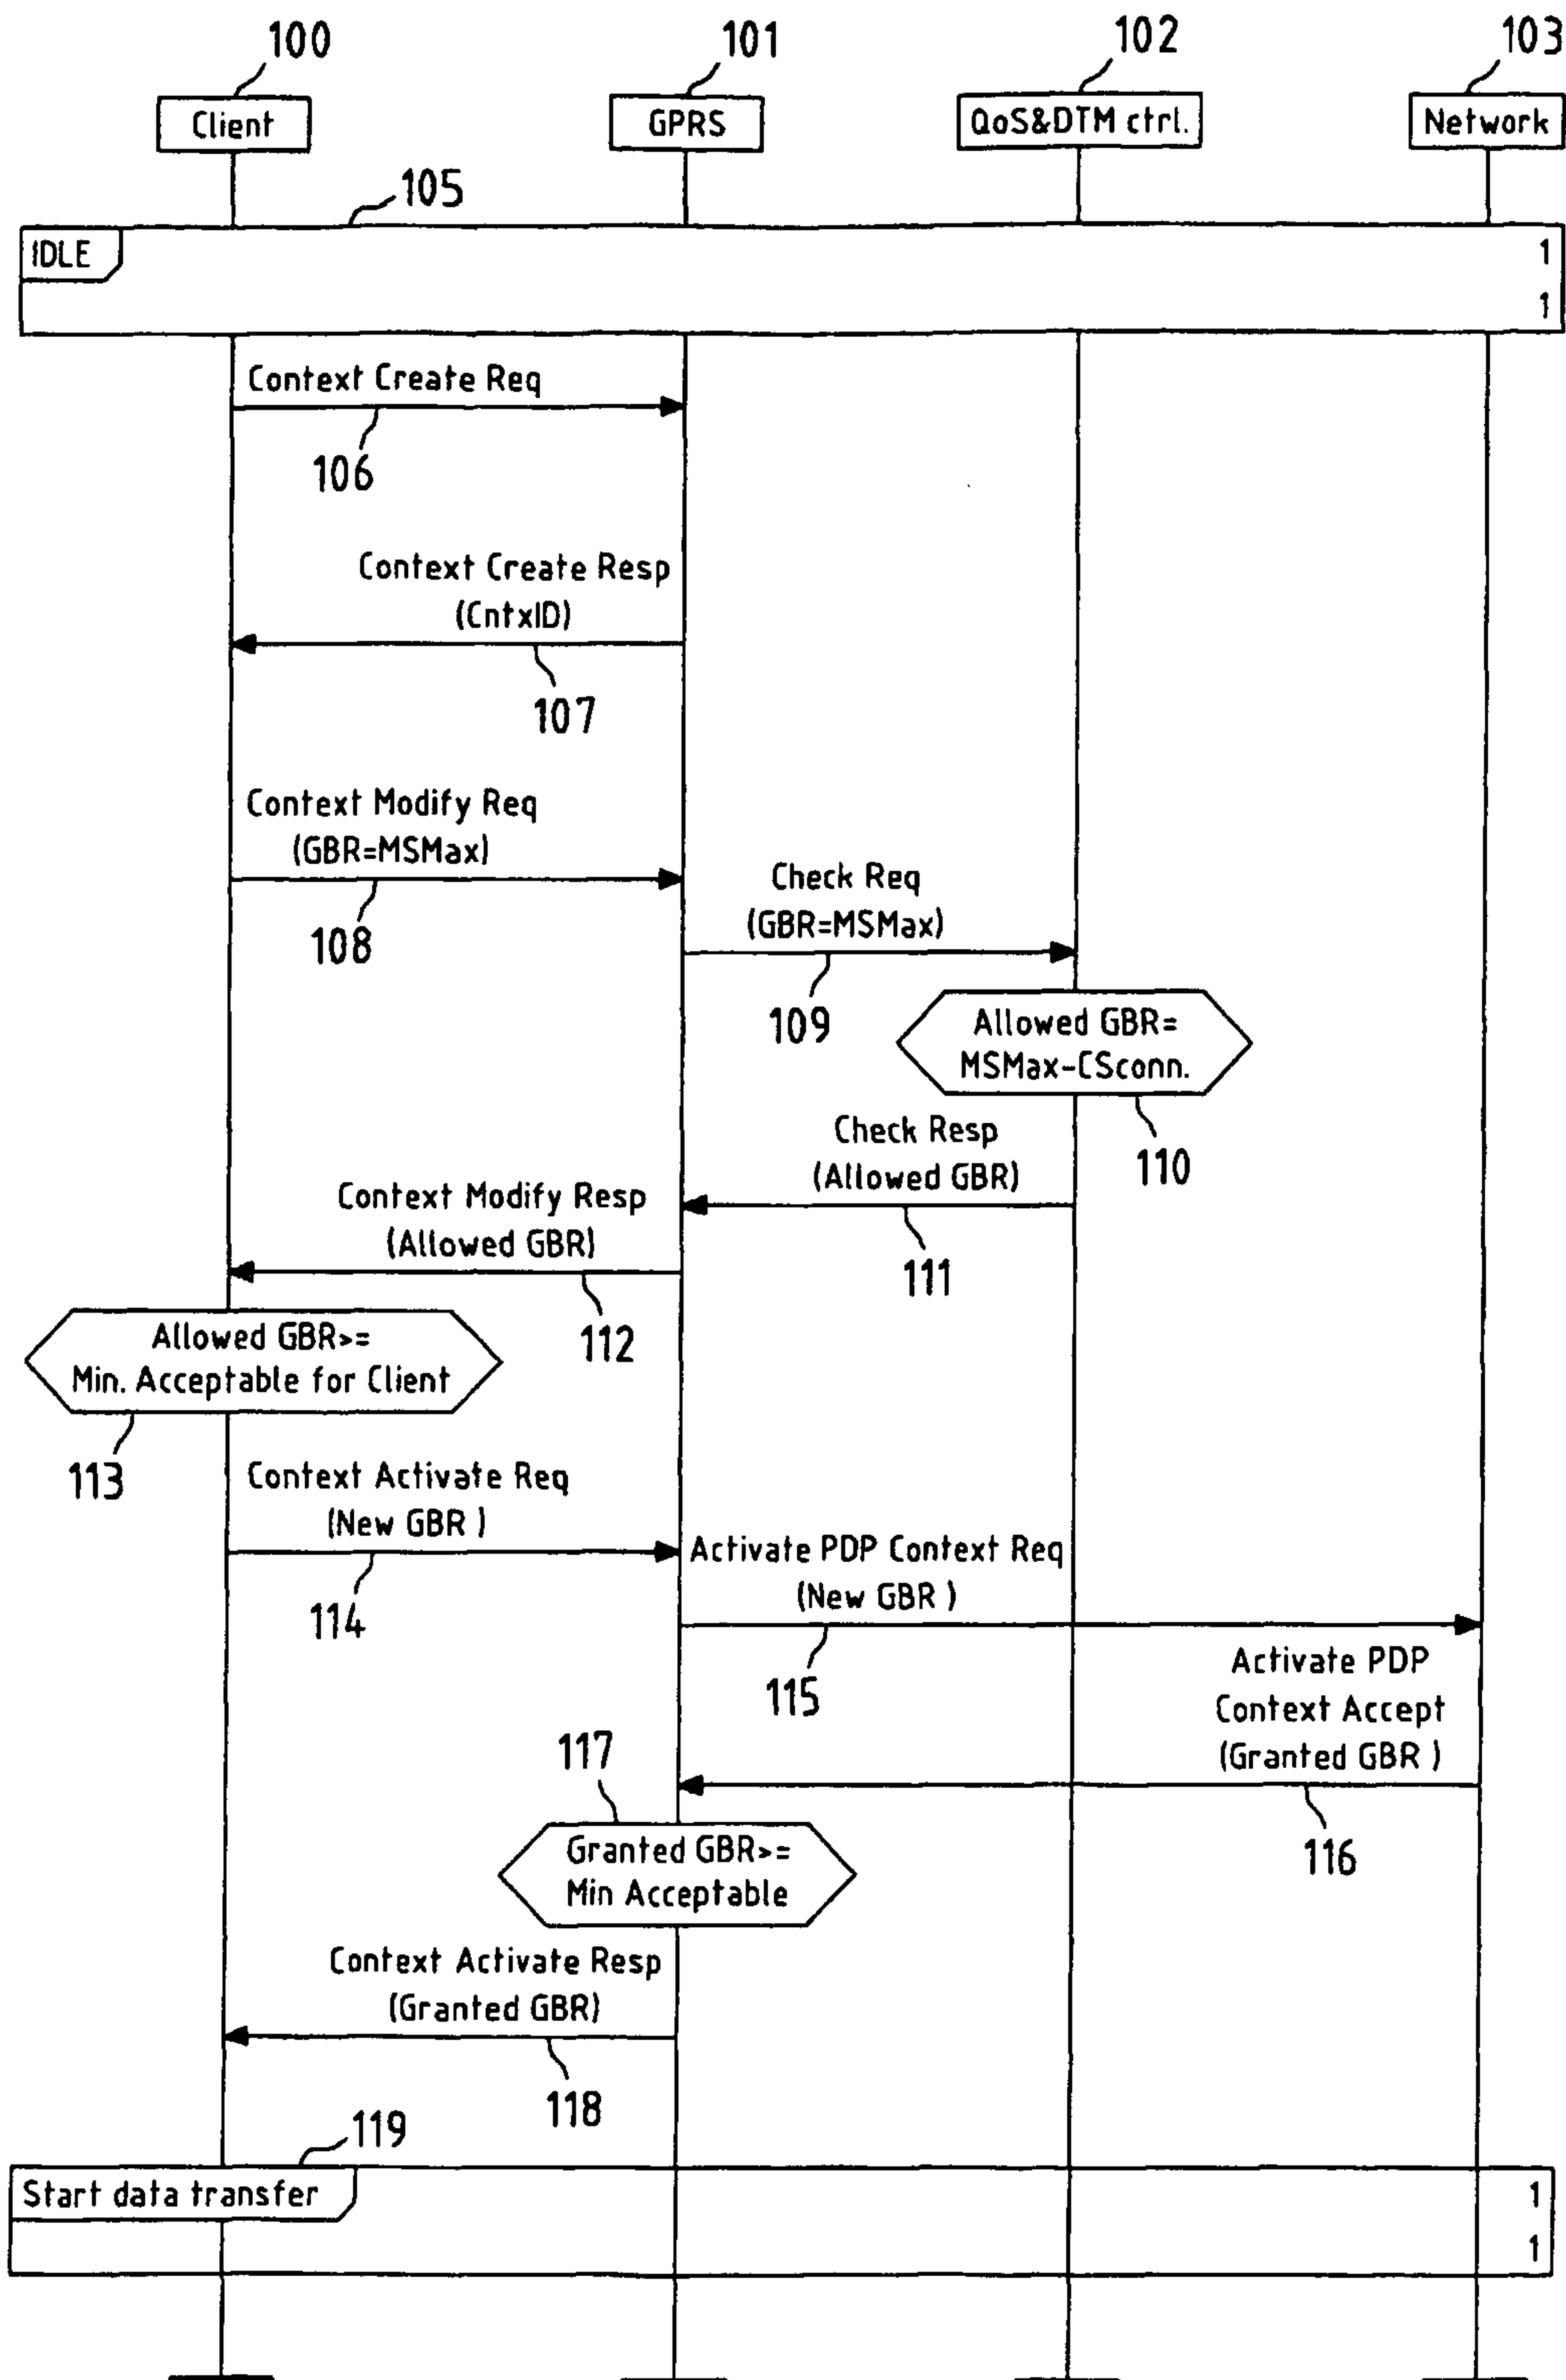 100
101
102
103
Client
GPRS
QoS&DTM ctrl.
Network
105
IDLE
1
1
Context Create Req
106
Context Create Resp
(CntxID)
107
Context Modify Req
(GBR=MSMax)
108
Check Req
(GBR=MSMax)
109
Allowed GBR=
MSMax-CSconn.
110
Check Resp
(Allowed GBR)
111
Context Modify Resp
(Allowed GBR)
112
Allowed GBR>=
Min. Acceptable for Client
113
Context Activate Req
(New GBR )
114
Activate PDP Context Req
(New GBR )
115
Activate PDP
Context Accept
(Granted GBR )
116
117
Granted GBR>=
Min Acceptable
Context Activate Resp
(Granted GBR)
118
119
Start data transfer
1
1